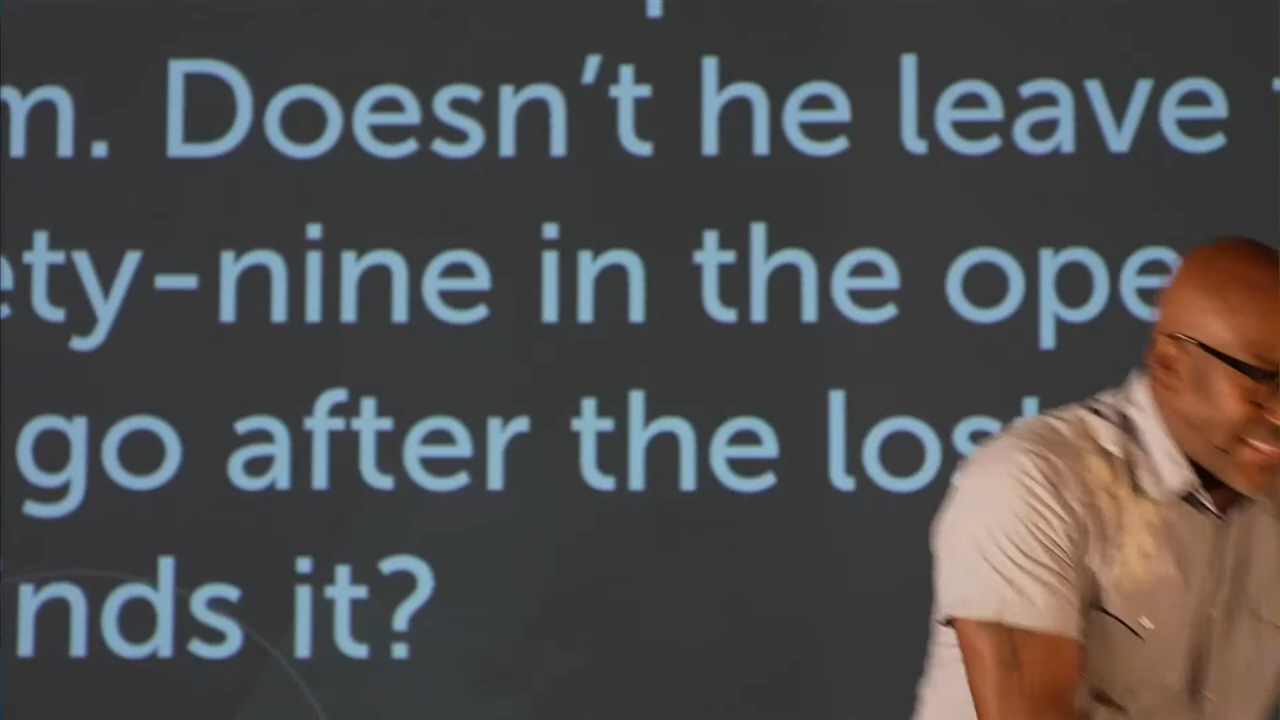 m. Doesn't he leave
ety-nine in the ope
go after the los
nds it?